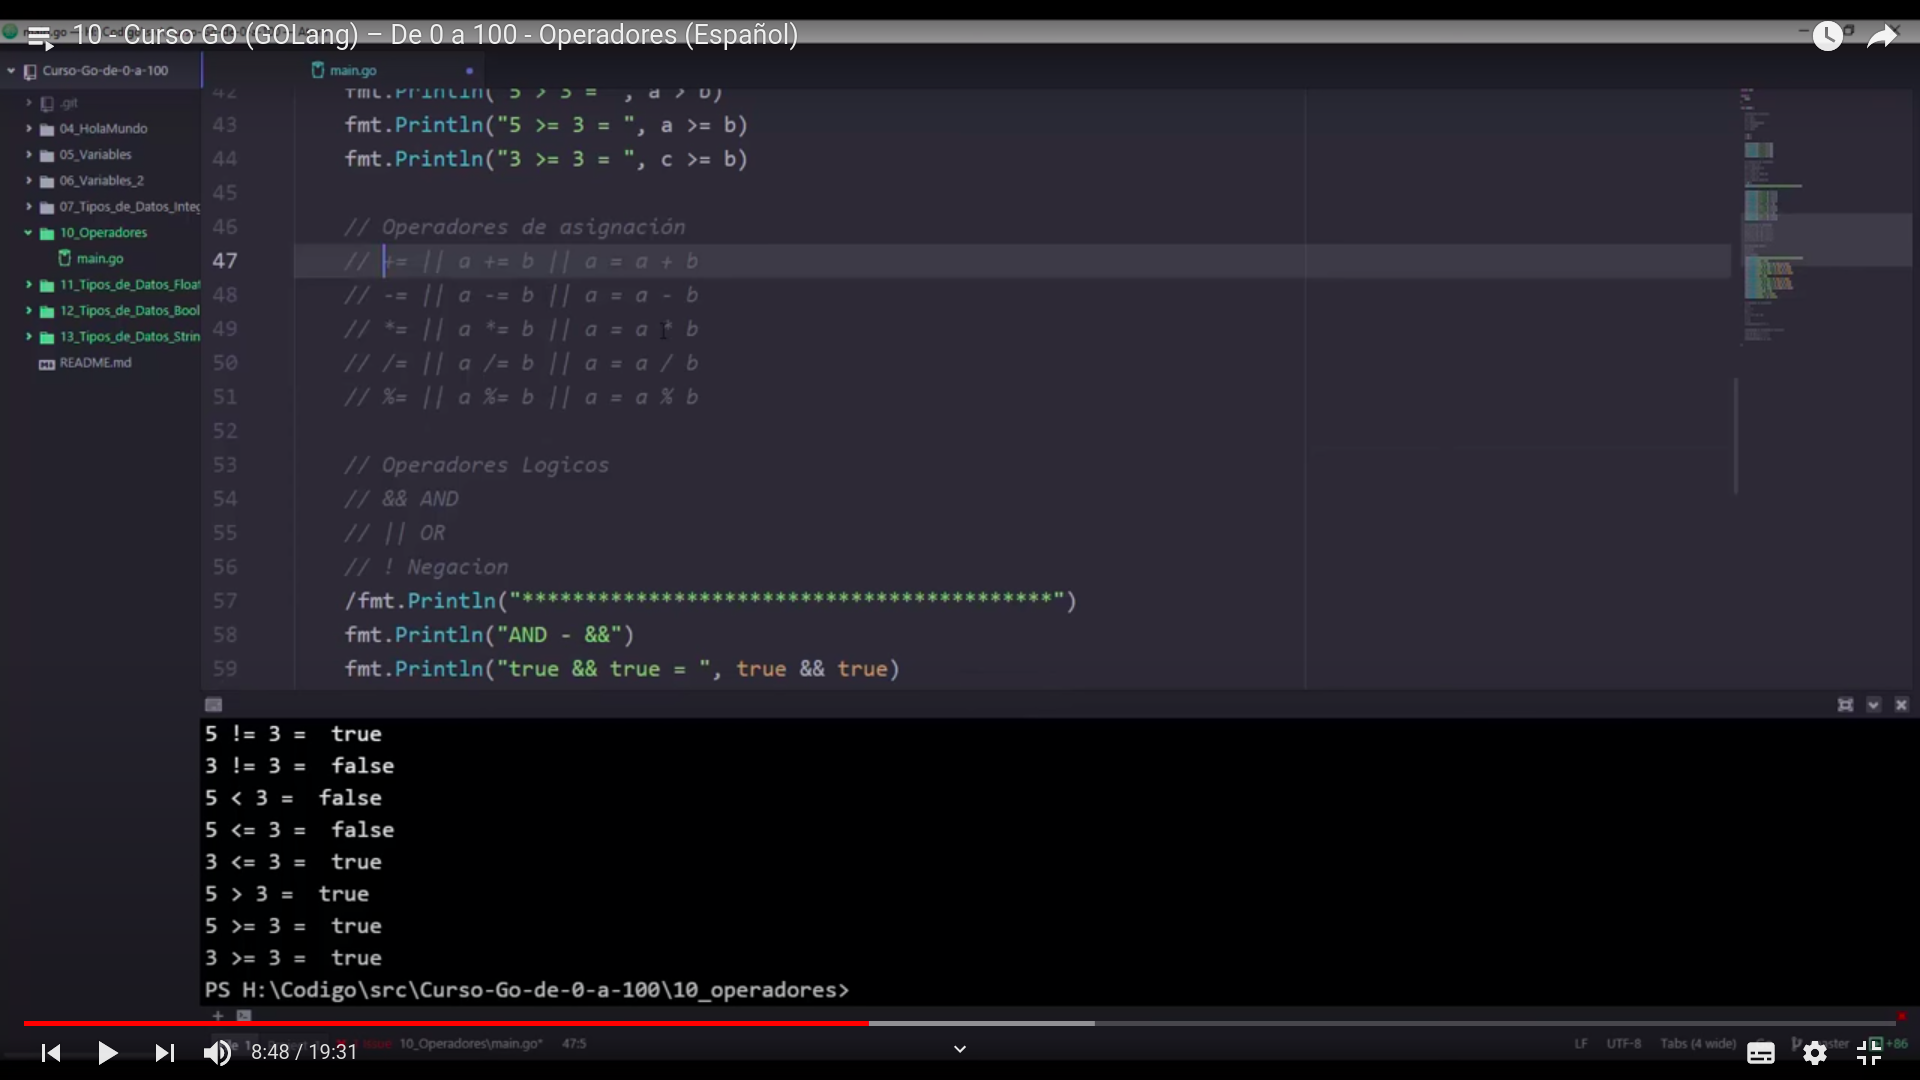 10 - Curso GO (GOLang) – De 0 a 100 - Operadores (Español)
Curso-Go-de-0-a-100
.git
04_HolaMundo
05_Variables
06_Variables_2
07_Tipos_de_Datos_Integ
10_Operadores
main.go
11_Tipos_de_Datos_Float
12_Tipos_de_Datos_Bool
13_Tipos_de_Datos_Strin
README.md
main.go
42 fmt.Println("5 > 3 = ", a > b)
43 fmt.Println("5 >= 3 = ", a >= b)
44 fmt.Println("3 >= 3 = ", c >= b)
45
46 // Operadores de asignación
47 // += || a += b || a = a + b
48 // -= || a -= b || a = a - b
49 // *= || a *= b || a = a * b
50 // /= || a /= b || a = a / b
51 // %= || a %= b || a = a % b
52
53 // Operadores Logicos
54 // && AND
55 // || OR
56 // ! Negacion
57 /fmt.Println("******************************************")
58 fmt.Println("AND - &&")
59 fmt.Println("true && true = ", true && true)
5 != 3 =  true
3 != 3 =  false
5 < 3 =  false
5 <= 3 =  false
3 <= 3 =  true
5 > 3 =  true
5 >= 3 =  true
3 >= 3 =  true
PS H:\Codigo\src\Curso-Go-de-0-a-100\10_operadores>
8:48 / 19:31
10_Operadores\main.go* 47:5
LF UTF-8 Tabs (4 wide) +86